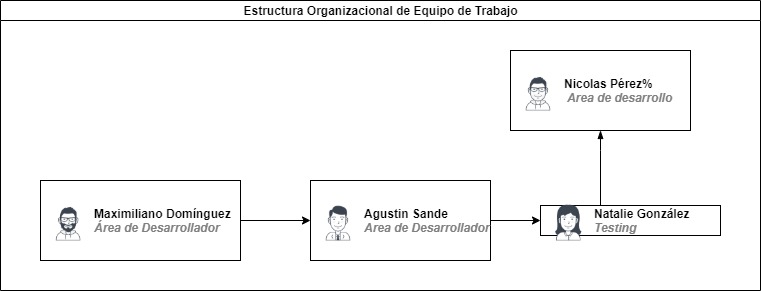 Estructura Organizacional de Equipo de Trabajo
Nicolas Pérez%
Area de desarrollo
Maximiliano Domínguez
Área de Desarrollador
Agustin Sande
Area de Desarrollador
Natalie González
Testing